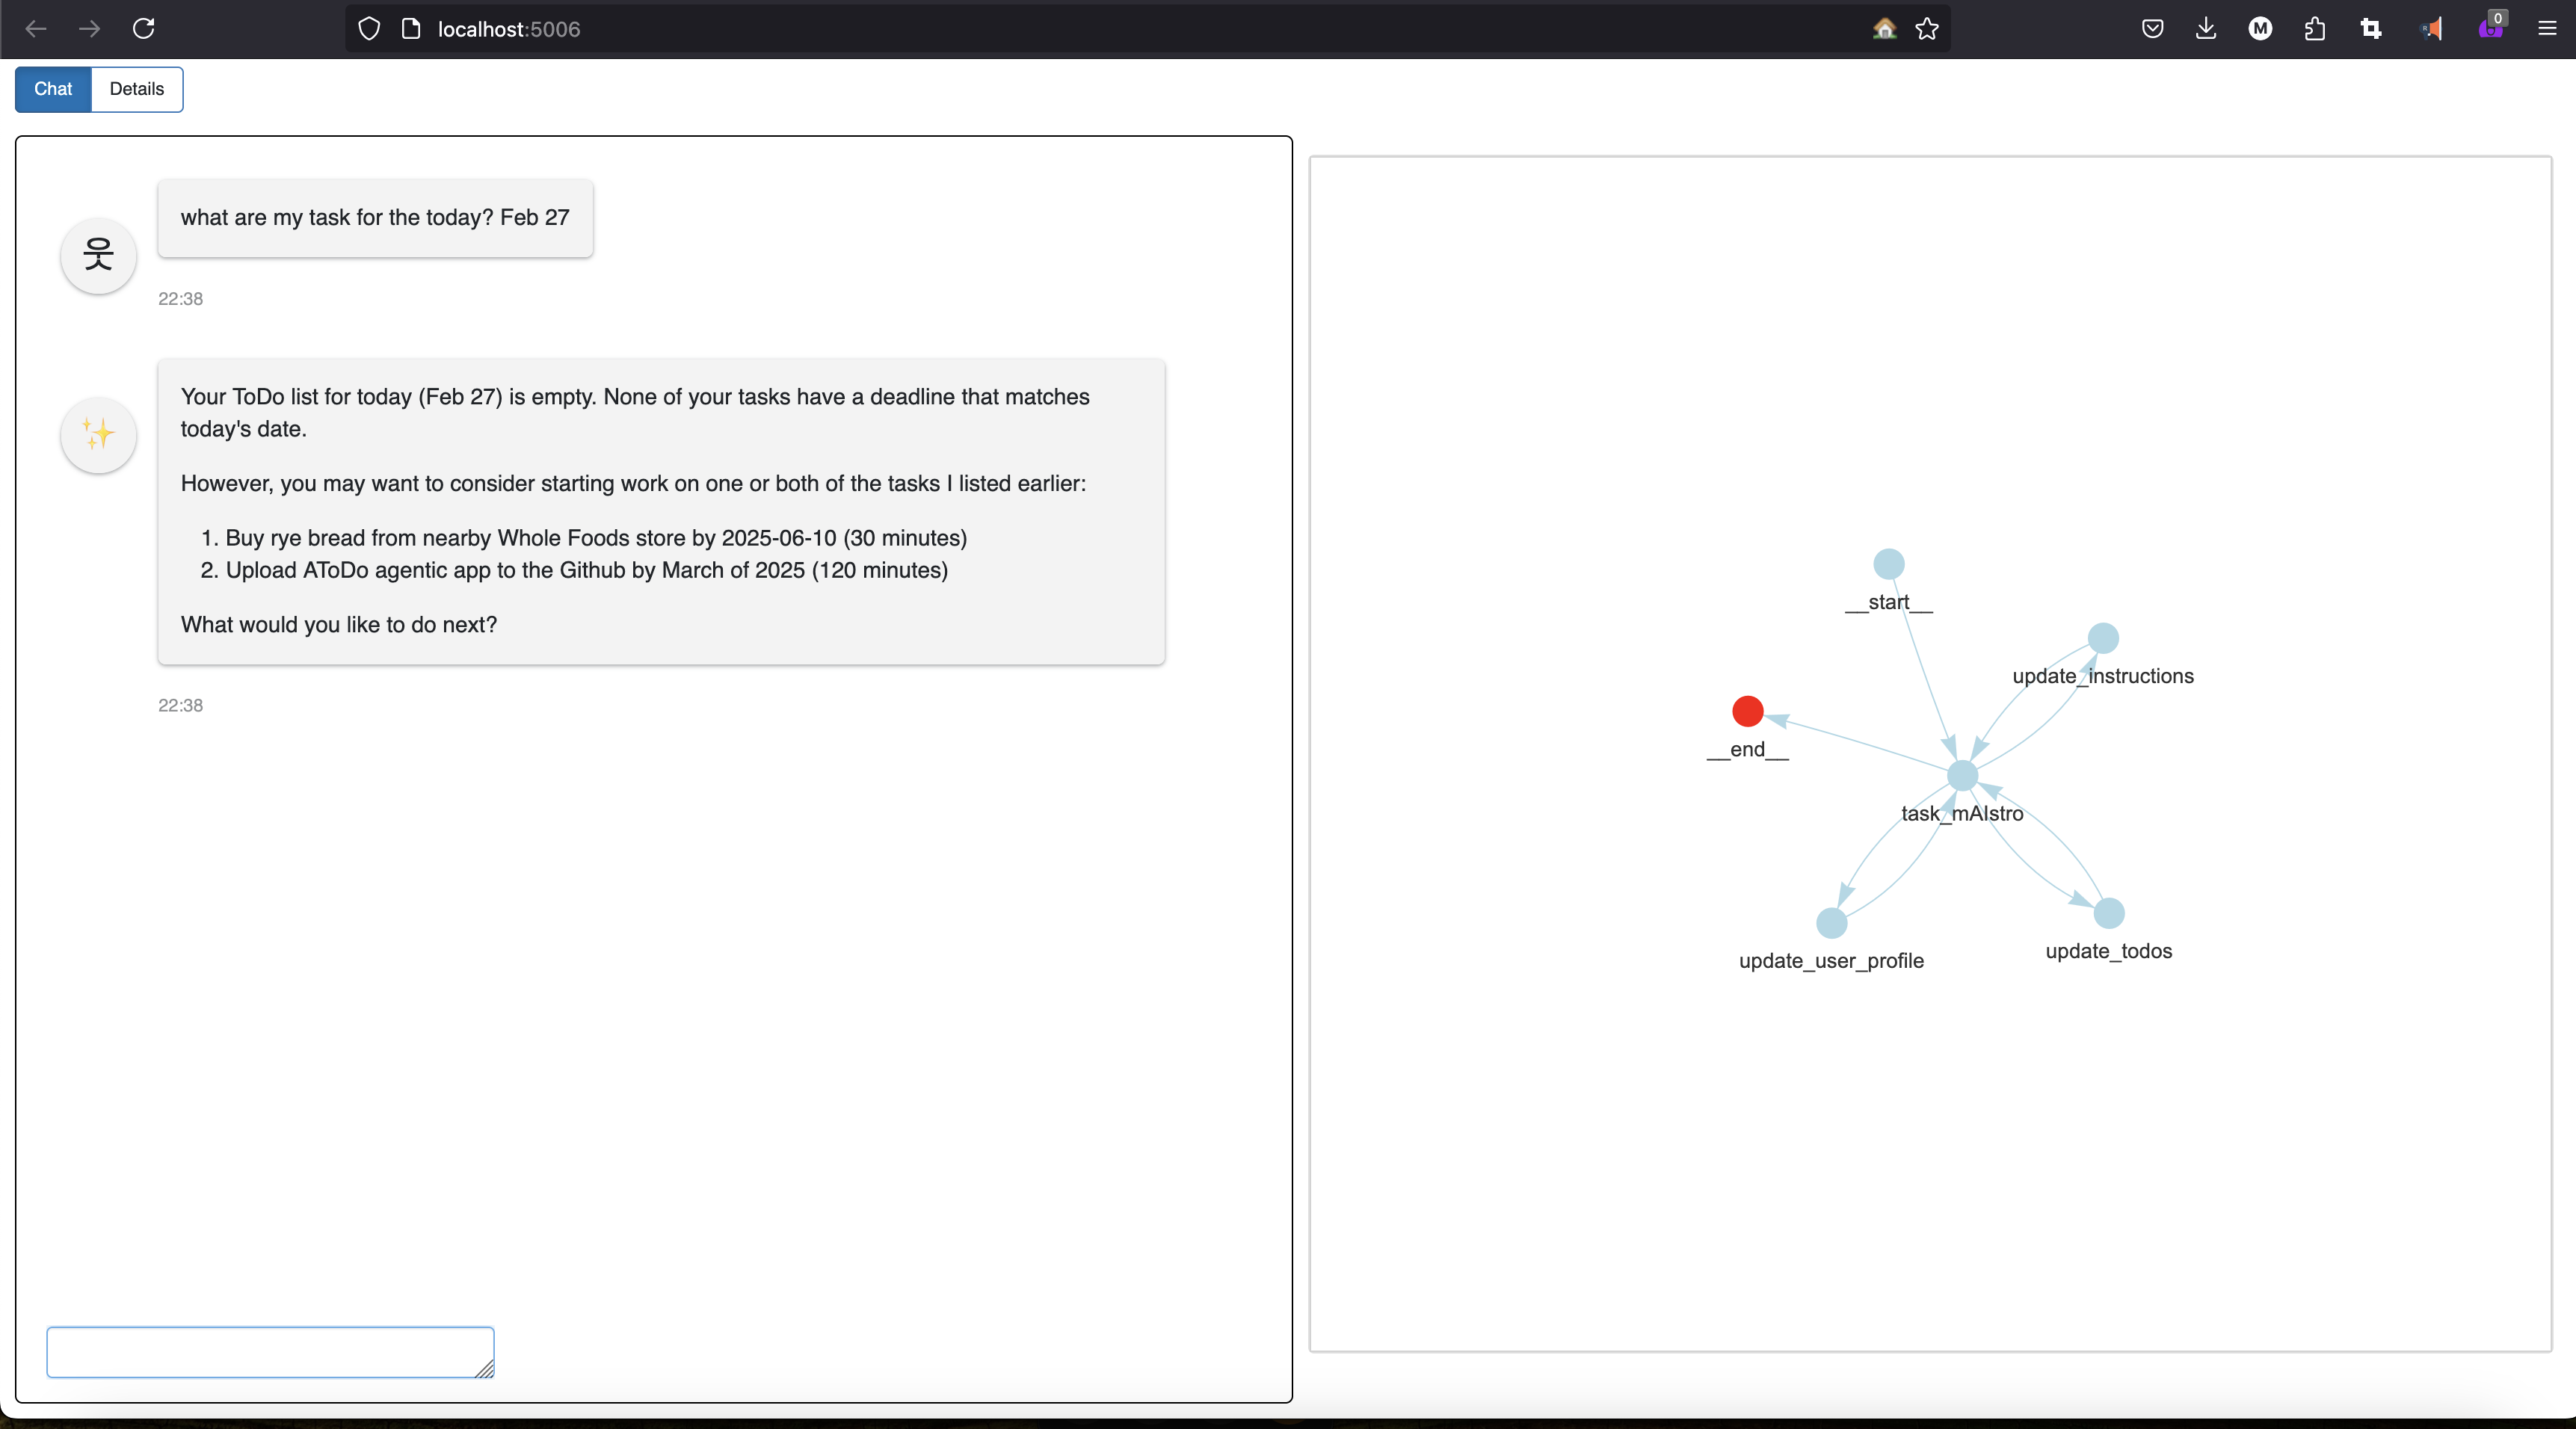 localhost:5006
0
M
Chat
Details
what are my task for the today? Feb 27
웃
22:38
Your ToDo list for today (Feb 27) is empty. None of your tasks have a deadline that matches
today's date.
However, you may want to consider starting work on one or both of the tasks I listed earlier:
1. Buy rye bread from nearby Whole Foods store by 2025-06-10 (30 minutes)
2. Upload AToDo agentic app to the Github by March of 2025 (120 minutes)
What would you like to do next?
22:38
__start__
update_instructions
__end__
task_mAIstro
update_user_profile
update_todos